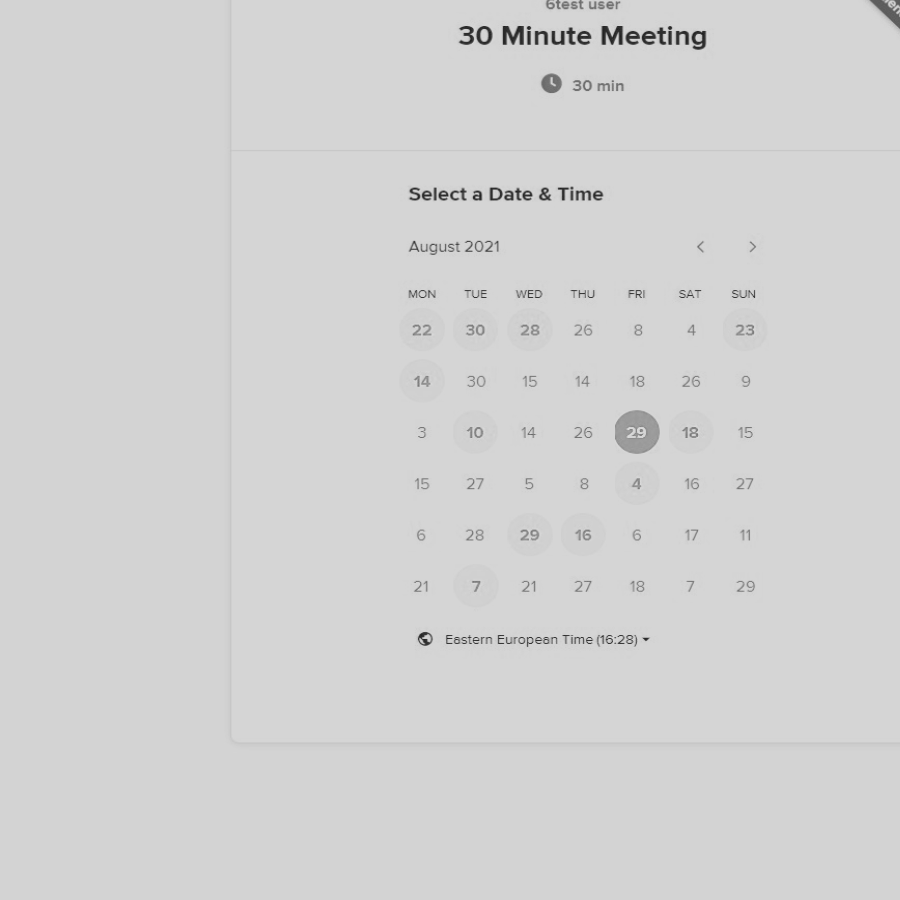 6test user
30 Minute Meeting
30 min
Select a Date & Time
August 2021
MON TUE WED THU FRI SAT SUN
22 30 28 26 8 4 23
14 30 15 14 18 26 9
3 10 14 26 29 18 15
15 27 5 8 4 16 27
6 28 29 16 6 17 11
21 7 21 27 18 7 29
Eastern European Time (16:28)